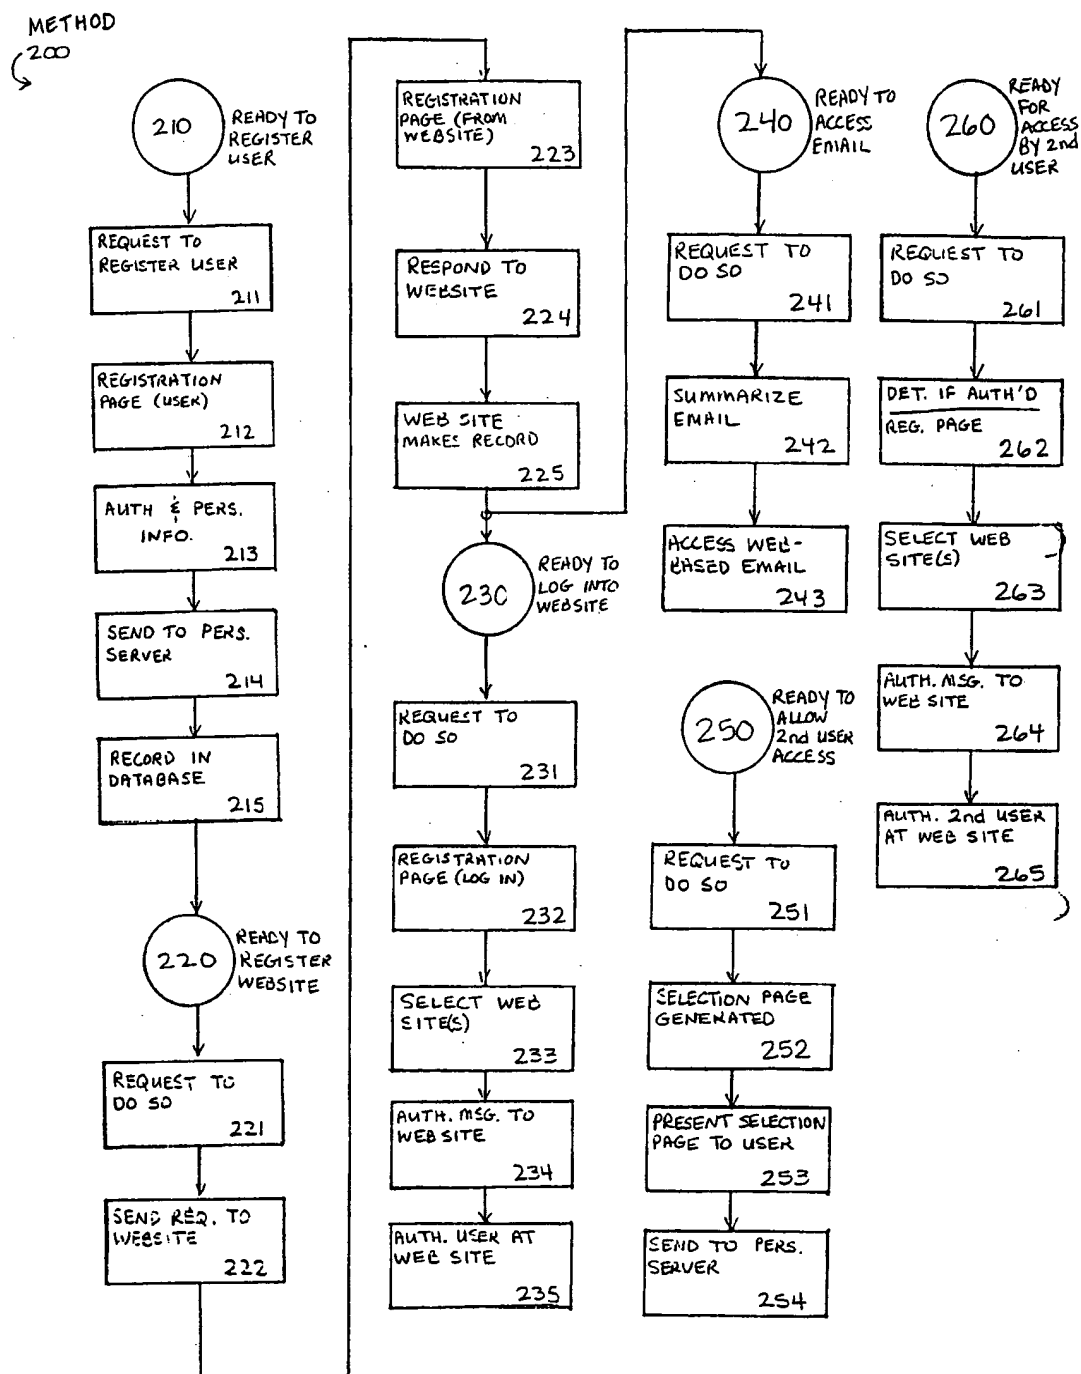 METHOD
200
210
READY TO
REGISTER
USER
REQUEST TO
REGISTER USER
211
REGISTRATION
PAGE (USER)
212
AUTH & PERS.
INFO.
213
SEND TO PERS.
SERVER
214
RECORD IN
DATABASE
215
220
READY TO
REGISTER
WEBSITE
REQUEST TO
DO SO
221
SEND REQ. TO
WEBSITE
222
REGISTRATION
PAGE (FROM
WEBSITE)
223
RESPOND TO
WEBSITE
224
WEB SITE
MAKES RECORD
225
230
READY TO
LOG INTO
WEBSITE
REQUEST TO
DO SO
231
REGISTRATION
PAGE (LOG IN)
232
SELECT WEB
SITE(S)
233
AUTH. MSG. TO
WEB SITE
234
AUTH. USER AT
WEB SITE
235
240
READY TO
ACCESS
EMAIL
REQUEST TO
DO SO
241
SUMMARIZE
EMAIL
242
ACCESS WEB-
BASED EMAIL
243
250
READY TO
ALLOW
2nd USER
ACCESS
REQUEST TO
DO SO
251
SELECTION PAGE
GENERATED
252
PRESENT SELECTION
PAGE TO USER
253
SEND TO PERS.
SERVER
254
260
READY
FOR
ACCESS
BY 2nd
USER
REQUEST TO
DO SO
261
DET. IF AUTH'D
REG. PAGE
262
SELECT WEB
SITE(S)
263
AUTH. MSG. TO
WEB SITE
264
AUTH. 2nd USER
AT WEB SITE
265